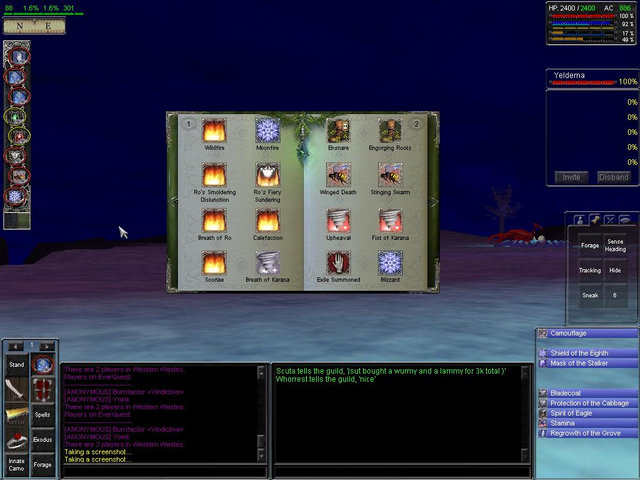 88 1.6% 1.6% 301
N E
HP: 2400 / 2400 AC 886
100 %
92 %
17 %
49 %
Yeldema
100%
0%
0%
0%
0%
0%
Invite Disband
1 2
Wildfire Moonfire Ensnare Engorging Roots
Ro's Smoldering Disjunction Ro's Fiery Sundering Winged Death Stinging Swarm
Breath of Ro Calefaction Upheaval Fist of Karana
Scoriae Breath of Karana Exile Summoned Blizzard
Forage Sense Heading
Tracking Hide
Sneak 6
Camouflage
Shield of the Eighth
Mask of the Stalker
Bladecoat
Protection of the Cabbage
Spirit of Eagle
Stamina
Regrowth of the Grove
1
Stand
Spells
Exodus
Innate Camo Forage
There are 2 players in Western Wastes.
Players on EverQuest:
---------------------------
[ANONYMOUS] Burnfactor <Vindictive>
[ANONYMOUS] Yoea
There are 2 players in Western Wastes.
Players on EverQuest:
---------------------------
[ANONYMOUS] Burnfactor <Vindictive>
[ANONYMOUS] Yoea
There are 2 players in Western Wastes.
Taking a screenshot...
Taking a screenshot...
Scuta tells the guild, 'jsut bought a wurmy and a lammy for 3k total )'
Whorrest tells the guild, 'nice'